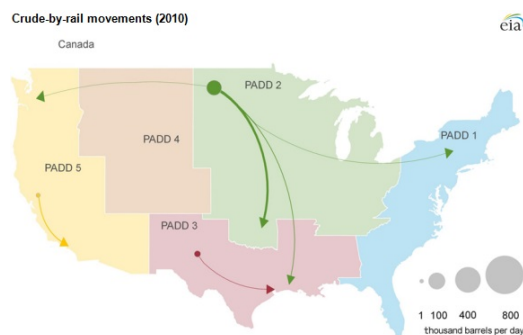 Crude-by-rail movements (2010)
eia
Canada
PADD 2
PADD 1
PADD 4
PADD 5
PADD 3
1 100 400 800
thousand barrels per day